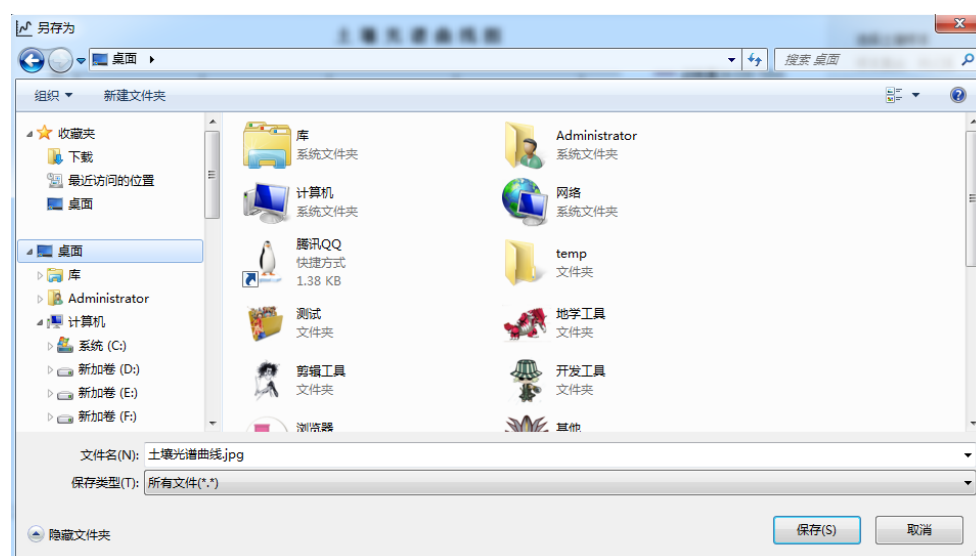 另存为
土壤光谱曲线图
桌面
搜索 桌面
组织
新建文件夹
收藏夹
下载
最近访问的位置
桌面
桌面
库
Administrator
计算机
系统 (C:)
新加卷 (D:)
新加卷 (E:)
新加卷 (F:)
库
系统文件夹
Administrator
系统文件夹
计算机
系统文件夹
网络
系统文件夹
腾讯QQ
快捷方式
1.38 KB
temp
文件夹
测试
文件夹
地学工具
文件夹
剪辑工具
文件夹
开发工具
文件夹
浏览器
其他
文件名(N):
土壤光谱曲线.jpg
保存类型(T):
所有文件(*.*)
隐藏文件夹
保存(S)
取消